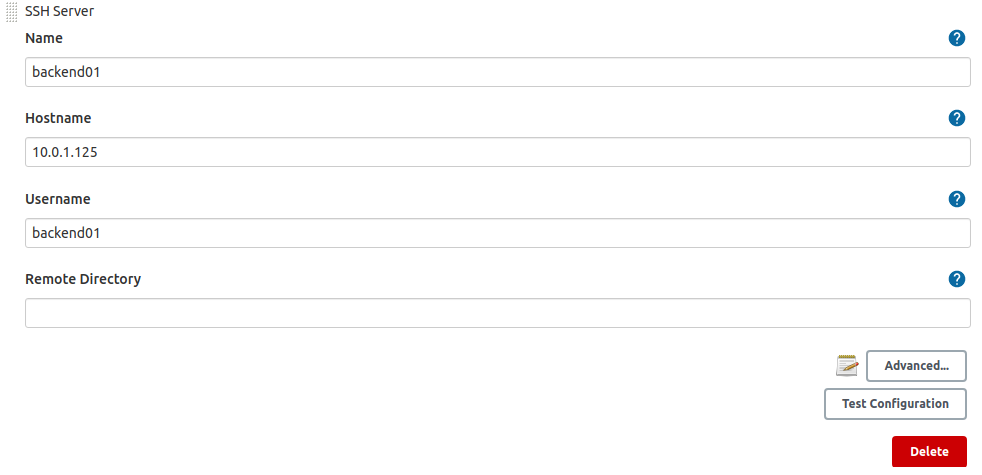 SSH Server
Name
?
backend01
Hostname
?
10.0.1.125
Username
?
backend01
Remote Directory
?
Advanced...
Test Configuration
Delete